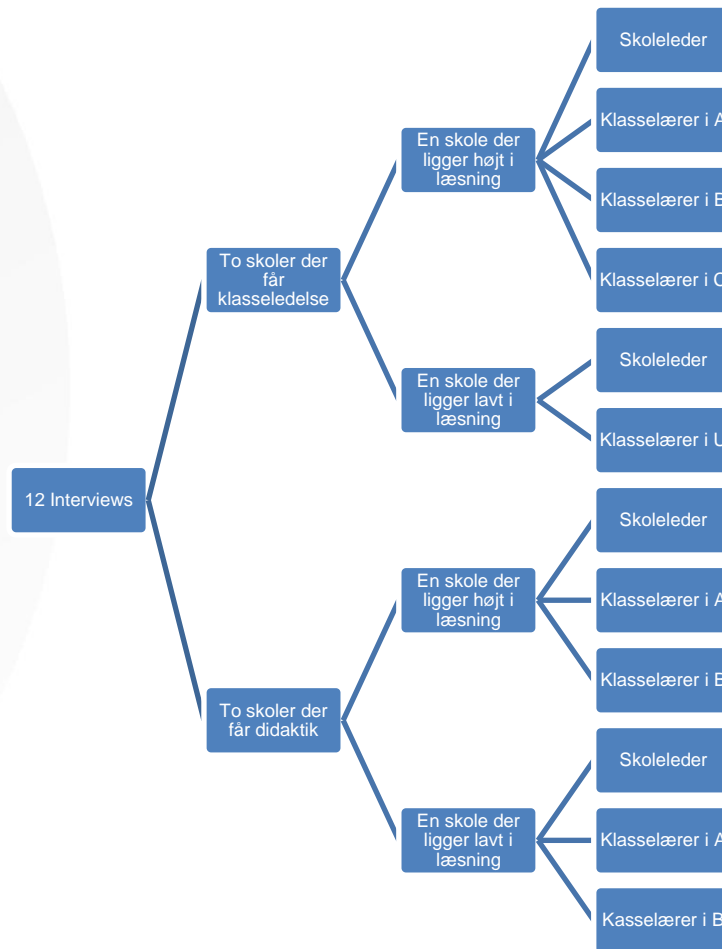 12 Interviews
To skoler der
får
klasseledelse
En skole der
ligger højt i
læsning
Skoleleder
Klasselærer i A
Klasselærer i B
Klasselærer i C
En skole der
ligger lavt i
læsning
Skoleleder
Klasselærer i U
To skoler der
får didaktik
En skole der
ligger højt i
læsning
Skoleleder
Klasselærer i A
Klasselærer i B
En skole der
ligger lavt i
læsning
Skoleleder
Klasselærer i A
Kasselærer i B